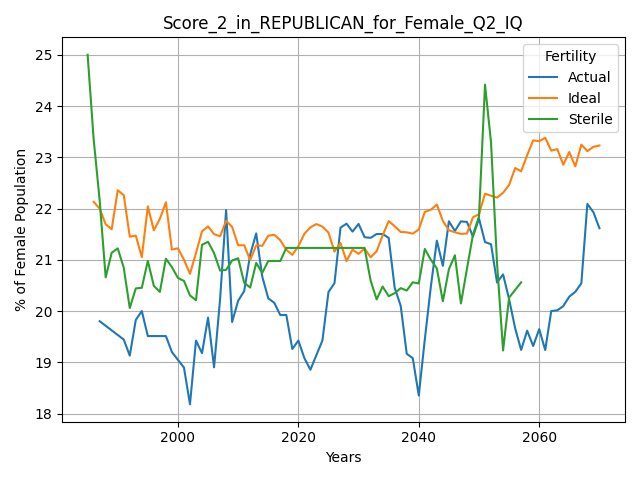 Score_2_in_REPUBLICAN_for_Female_Q2_IQ
Fertility
Actual
Ideal
Sterile
% of Female Population
25
24
23
22
21
20
19
18
2000
2020
2040
2060
Years